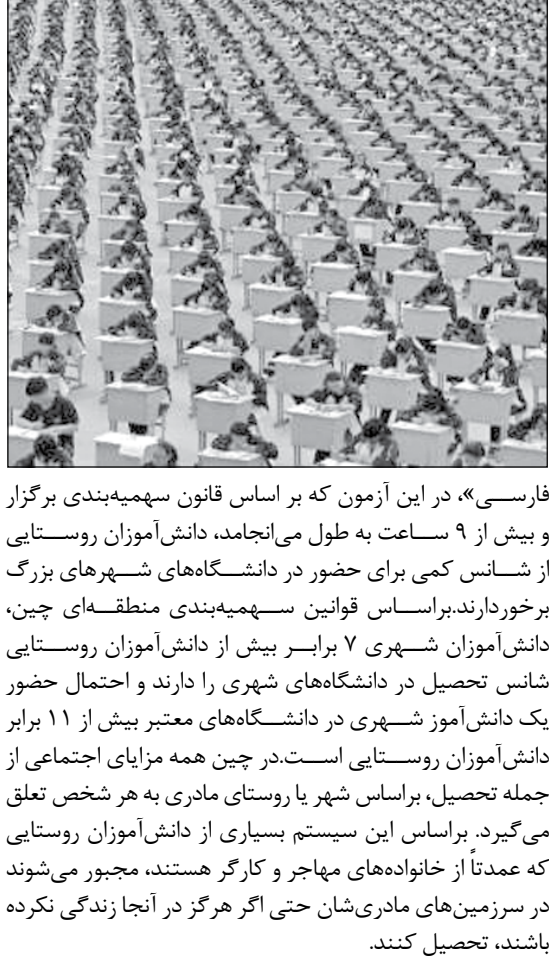 فارسی»، در این آزمون که بر اساس قانون سهمیه‌بندی برگزار
و بیش از ۹ ساعت به طول می‌انجامد، دانش‌آموزان روستایی
از شانس کمی برای حضور در دانشگاه‌های شهرهای بزرگ
برخوردارند.براساس قوانین سهمیه‌بندی منطقه‌ای چین،
دانش‌آموزان شهری ۷ برابر بیش از دانش‌آموزان روستایی
شانس تحصیل در دانشگاه‌های شهری را دارند و احتمال حضور
یک دانش‌آموز شهری در دانشگاه‌های معتبر بیش از ۱۱ برابر
دانش‌آموزان روستایی است.در چین همه مزایای اجتماعی از
جمله تحصیل، براساس شهر یا روستای مادری به هر شخص تعلق
می‌گیرد. براساس این سیستم بسیاری از دانش‌آموزان روستایی
که عمدتاً از خانواده‌های مهاجر و کارگر هستند، مجبور می‌شوند
در سرزمین‌های مادری‌شان حتی اگر هرگز در آنجا زندگی نکرده
باشند، تحصیل کنند.